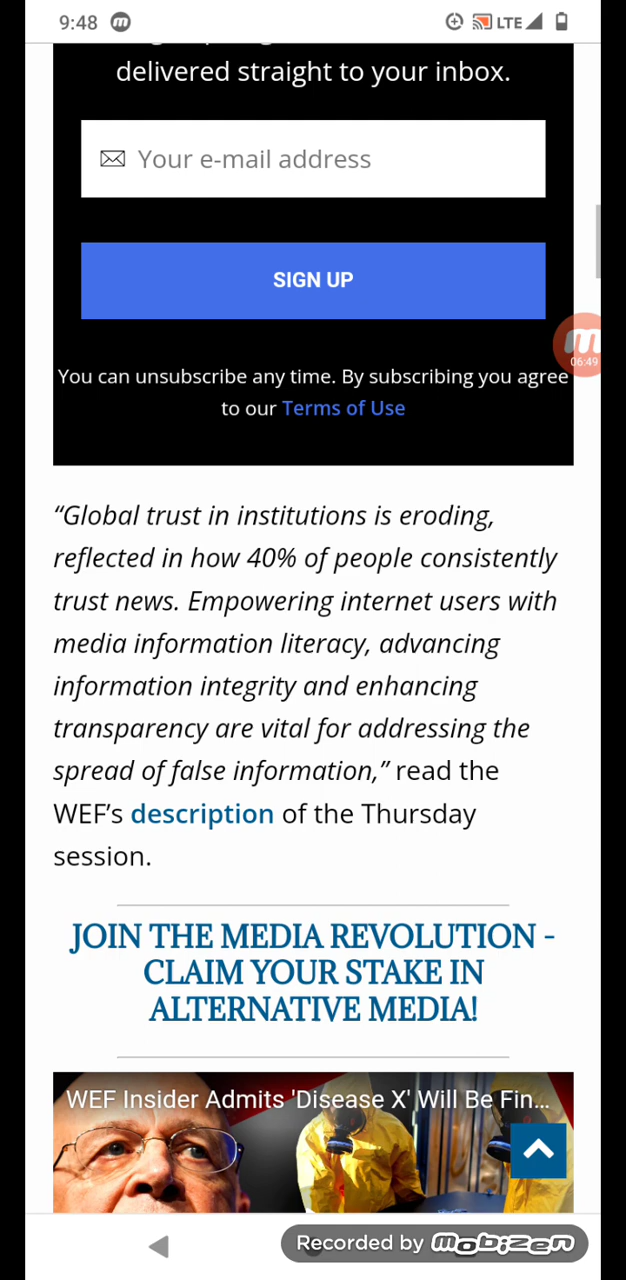 9:48
LTE
delivered straight to your inbox.
Your e-mail address
SIGN UP
06:49
You can unsubscribe any time. By subscribing you agree
to our Terms of Use
“Global trust in institutions is eroding,
reflected in how 40% of people consistently
trust news. Empowering internet users with
media information literacy, advancing
information integrity and enhancing
transparency are vital for addressing the
spread of false information,” read the
WEF’s description of the Thursday
session.
JOIN THE MEDIA REVOLUTION -
CLAIM YOUR STAKE IN
ALTERNATIVE MEDIA!
WEF Insider Admits 'Disease X' Will Be Fin...
Recorded by mobizen